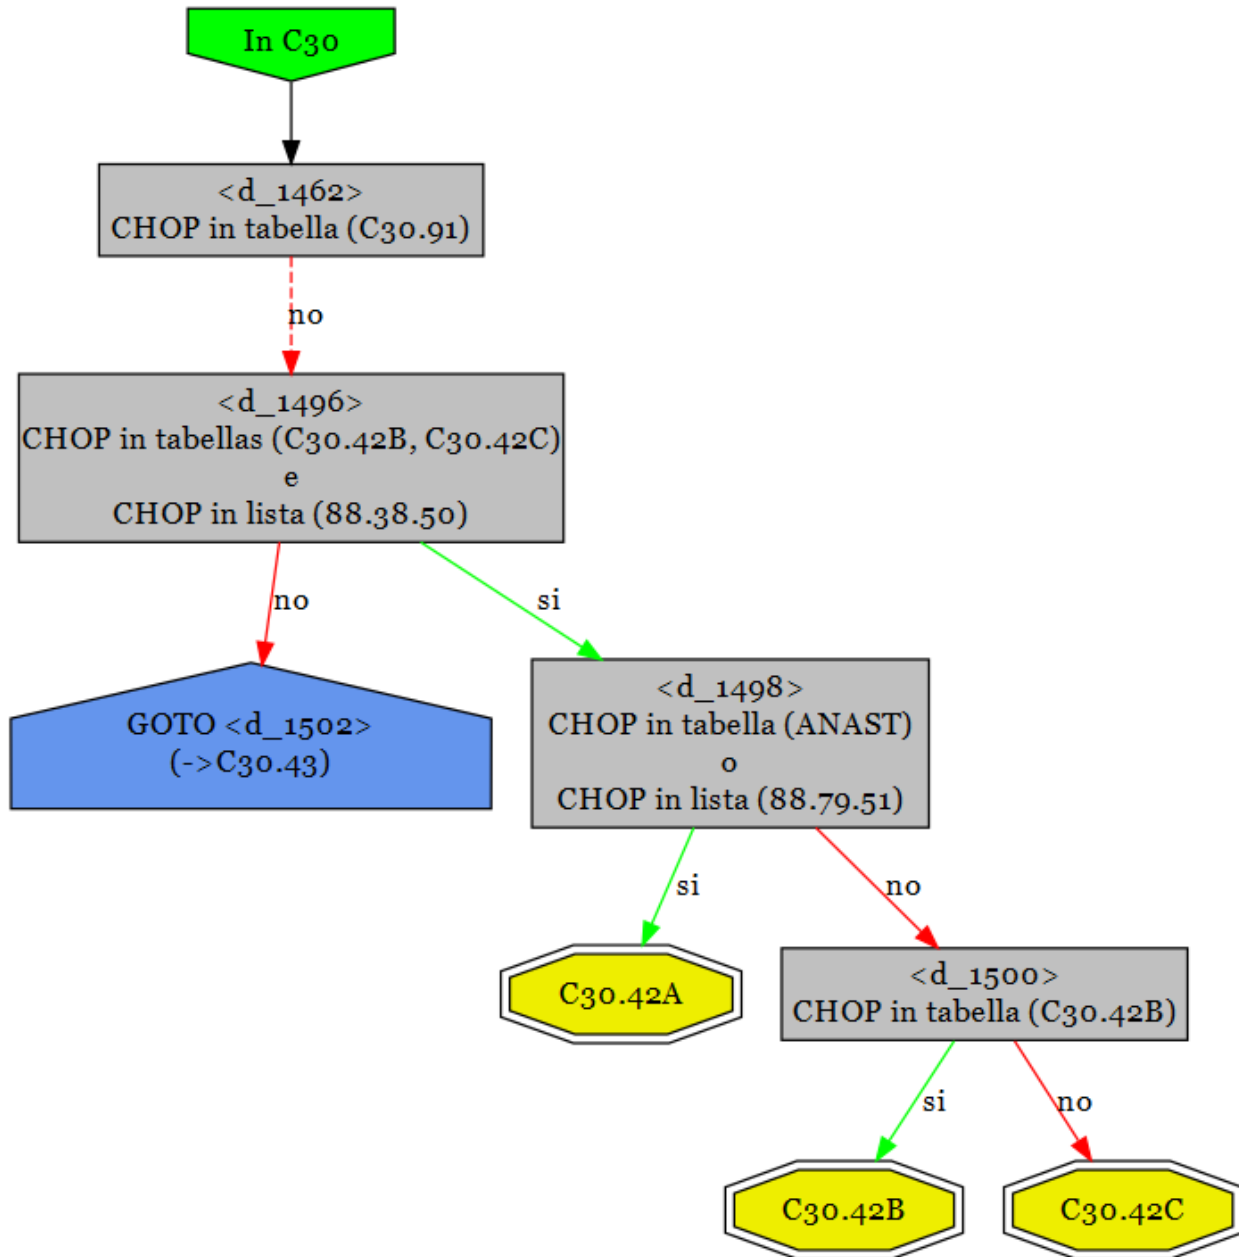 In C30
<d_1462>
CHOP in tabella (C30.91)
no
<d_1496>
CHOP in tabellas (C30.42B, C30.42C)
e
CHOP in lista (88.38.50)
no
si
GOTO <d_1502>
(->C30.43)
<d_1498>
CHOP in tabella (ANAST)
o
CHOP in lista (88.79.51)
si
no
C30.42A
<d_1500>
CHOP in tabella (C30.42B)
si
no
C30.42B
C30.42C